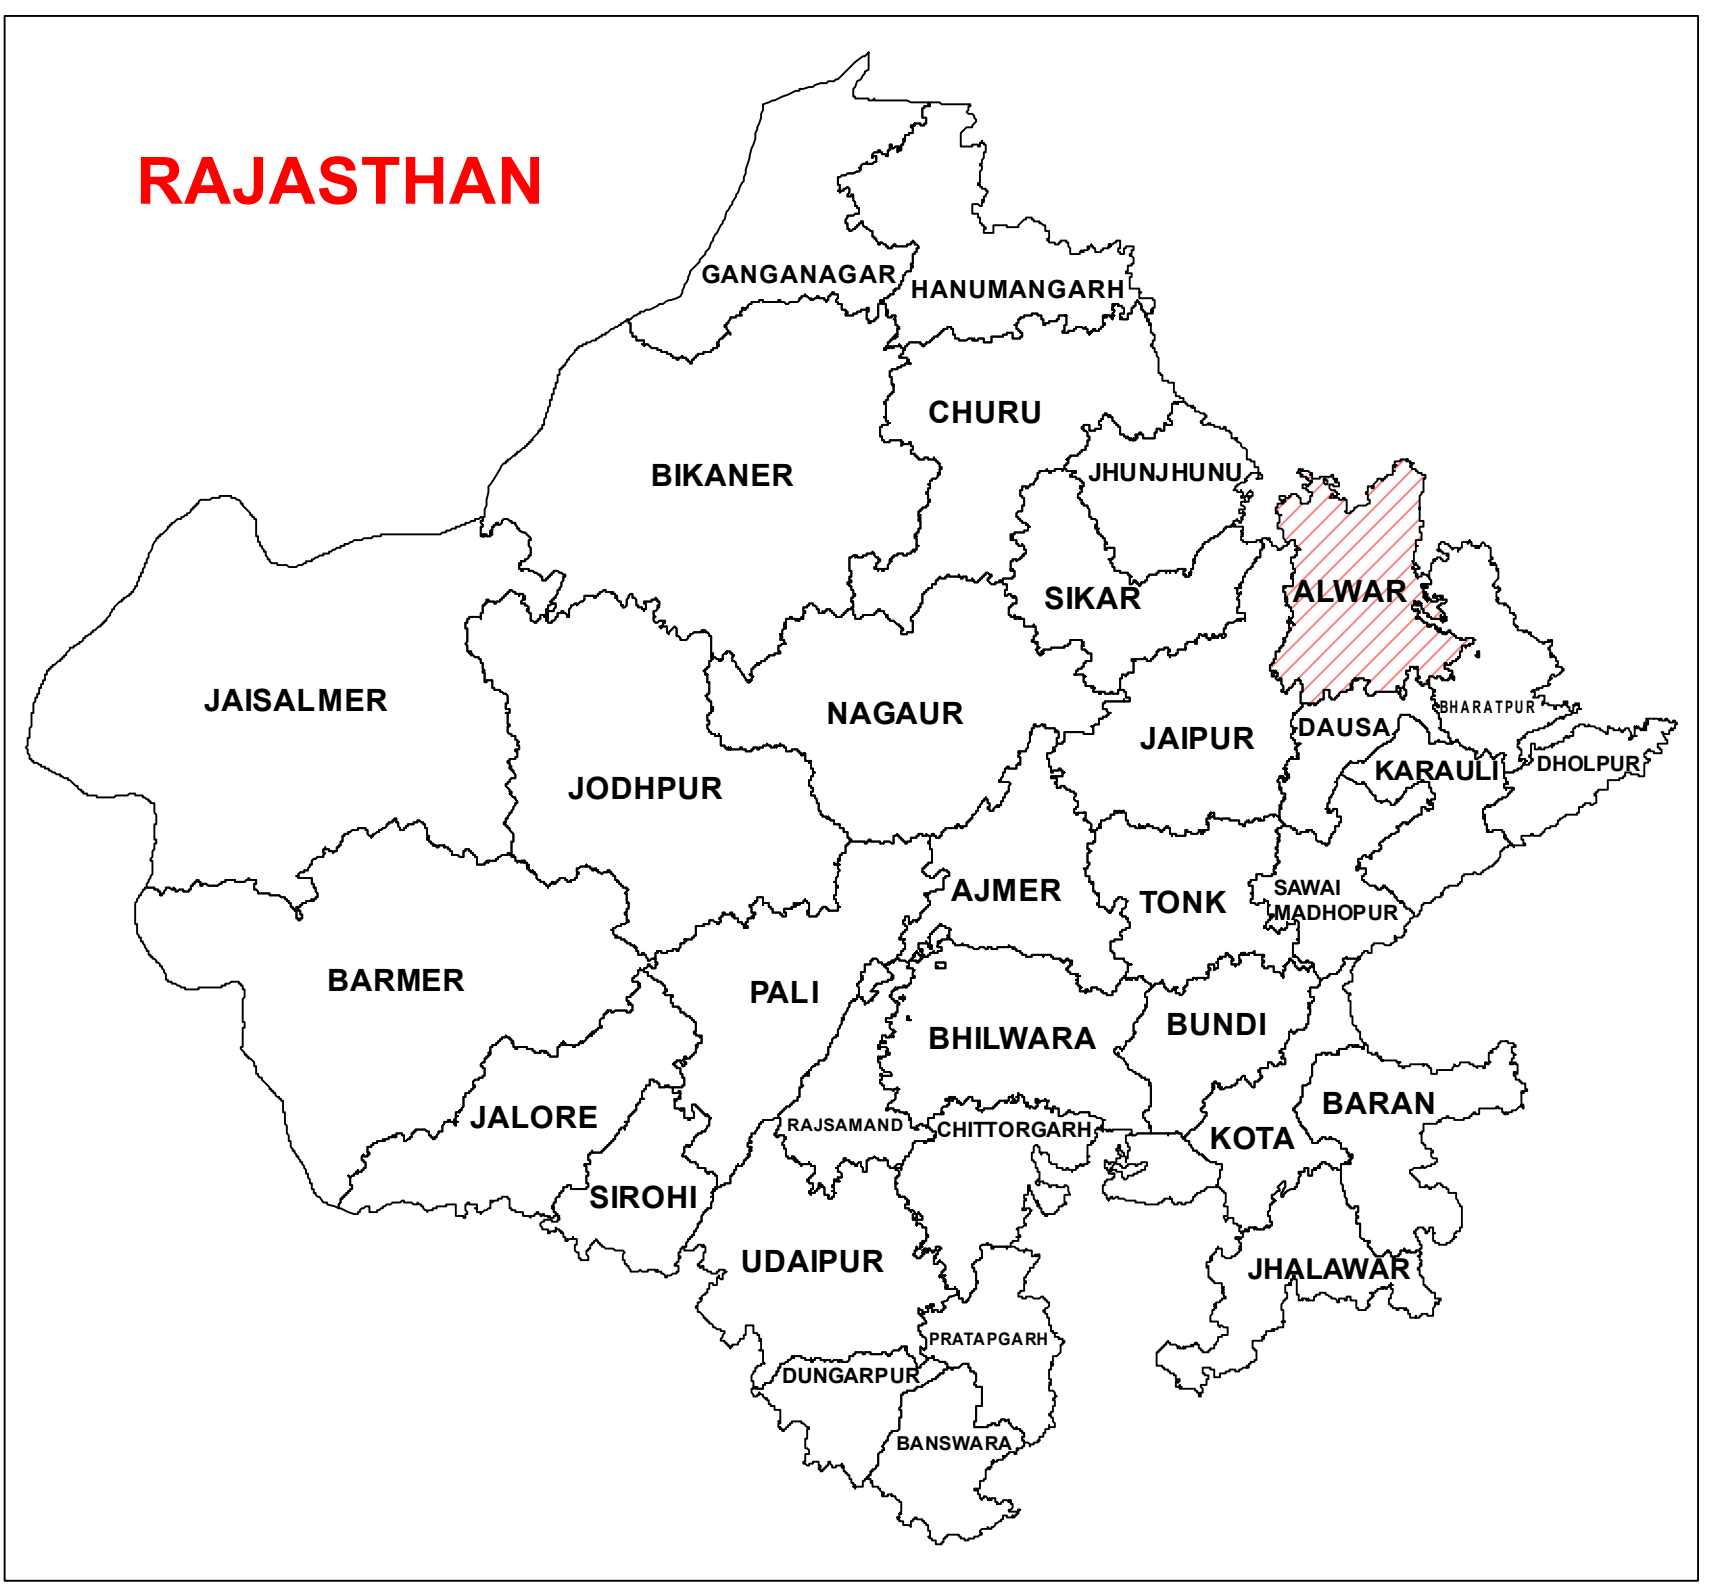 RAJASTHAN
GANGANAGAR
HANUMANGARH
CHURU
BIKANER
JHUNJHUNU
SIKAR
ALWAR
JAISALMER
NAGAUR
BHARATPUR
JAIPUR
DAUSA
KARAULI
DHOLPUR
JODHPUR
AJMER
TONK
SAWAI
MADHOPUR
BARMER
PALI
BHILWARA
BUNDI
BARAN
JALORE
RAJSAMAND
CHITTORGARH
KOTA
SIROHI
UDAIPUR
JHALAWAR
PRATAPGARH
DUNGARPUR
BANSWARA